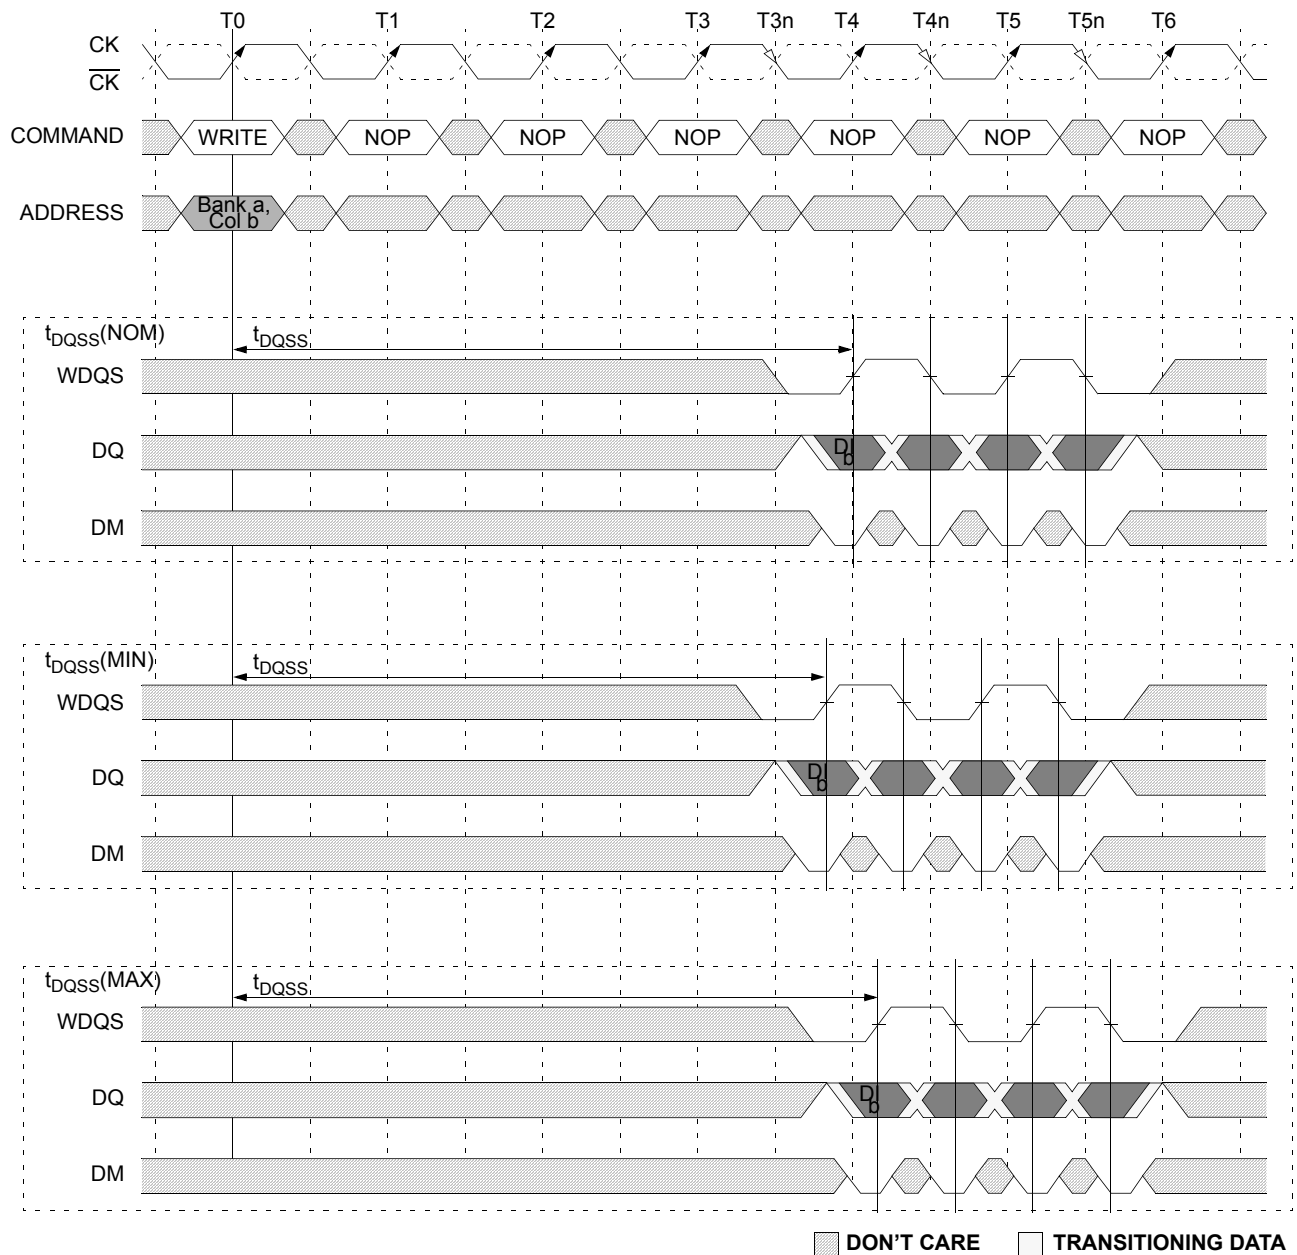 T0 T1 T2 T3 T3n T4 T4n T5 T5n T6
CK
CK
COMMAND WRITE NOP NOP NOP NOP NOP NOP
ADDRESS Bank a,
Col b
tDQSS(NOM) tDQSS
WDQS
DQ DI
b
DM
tDQSS(MIN) tDQSS
WDQS
DQ DI
b
DM
tDQSS(MAX) tDQSS
WDQS
DQ DI
b
DM
DON'T CARE TRANSITIONING DATA